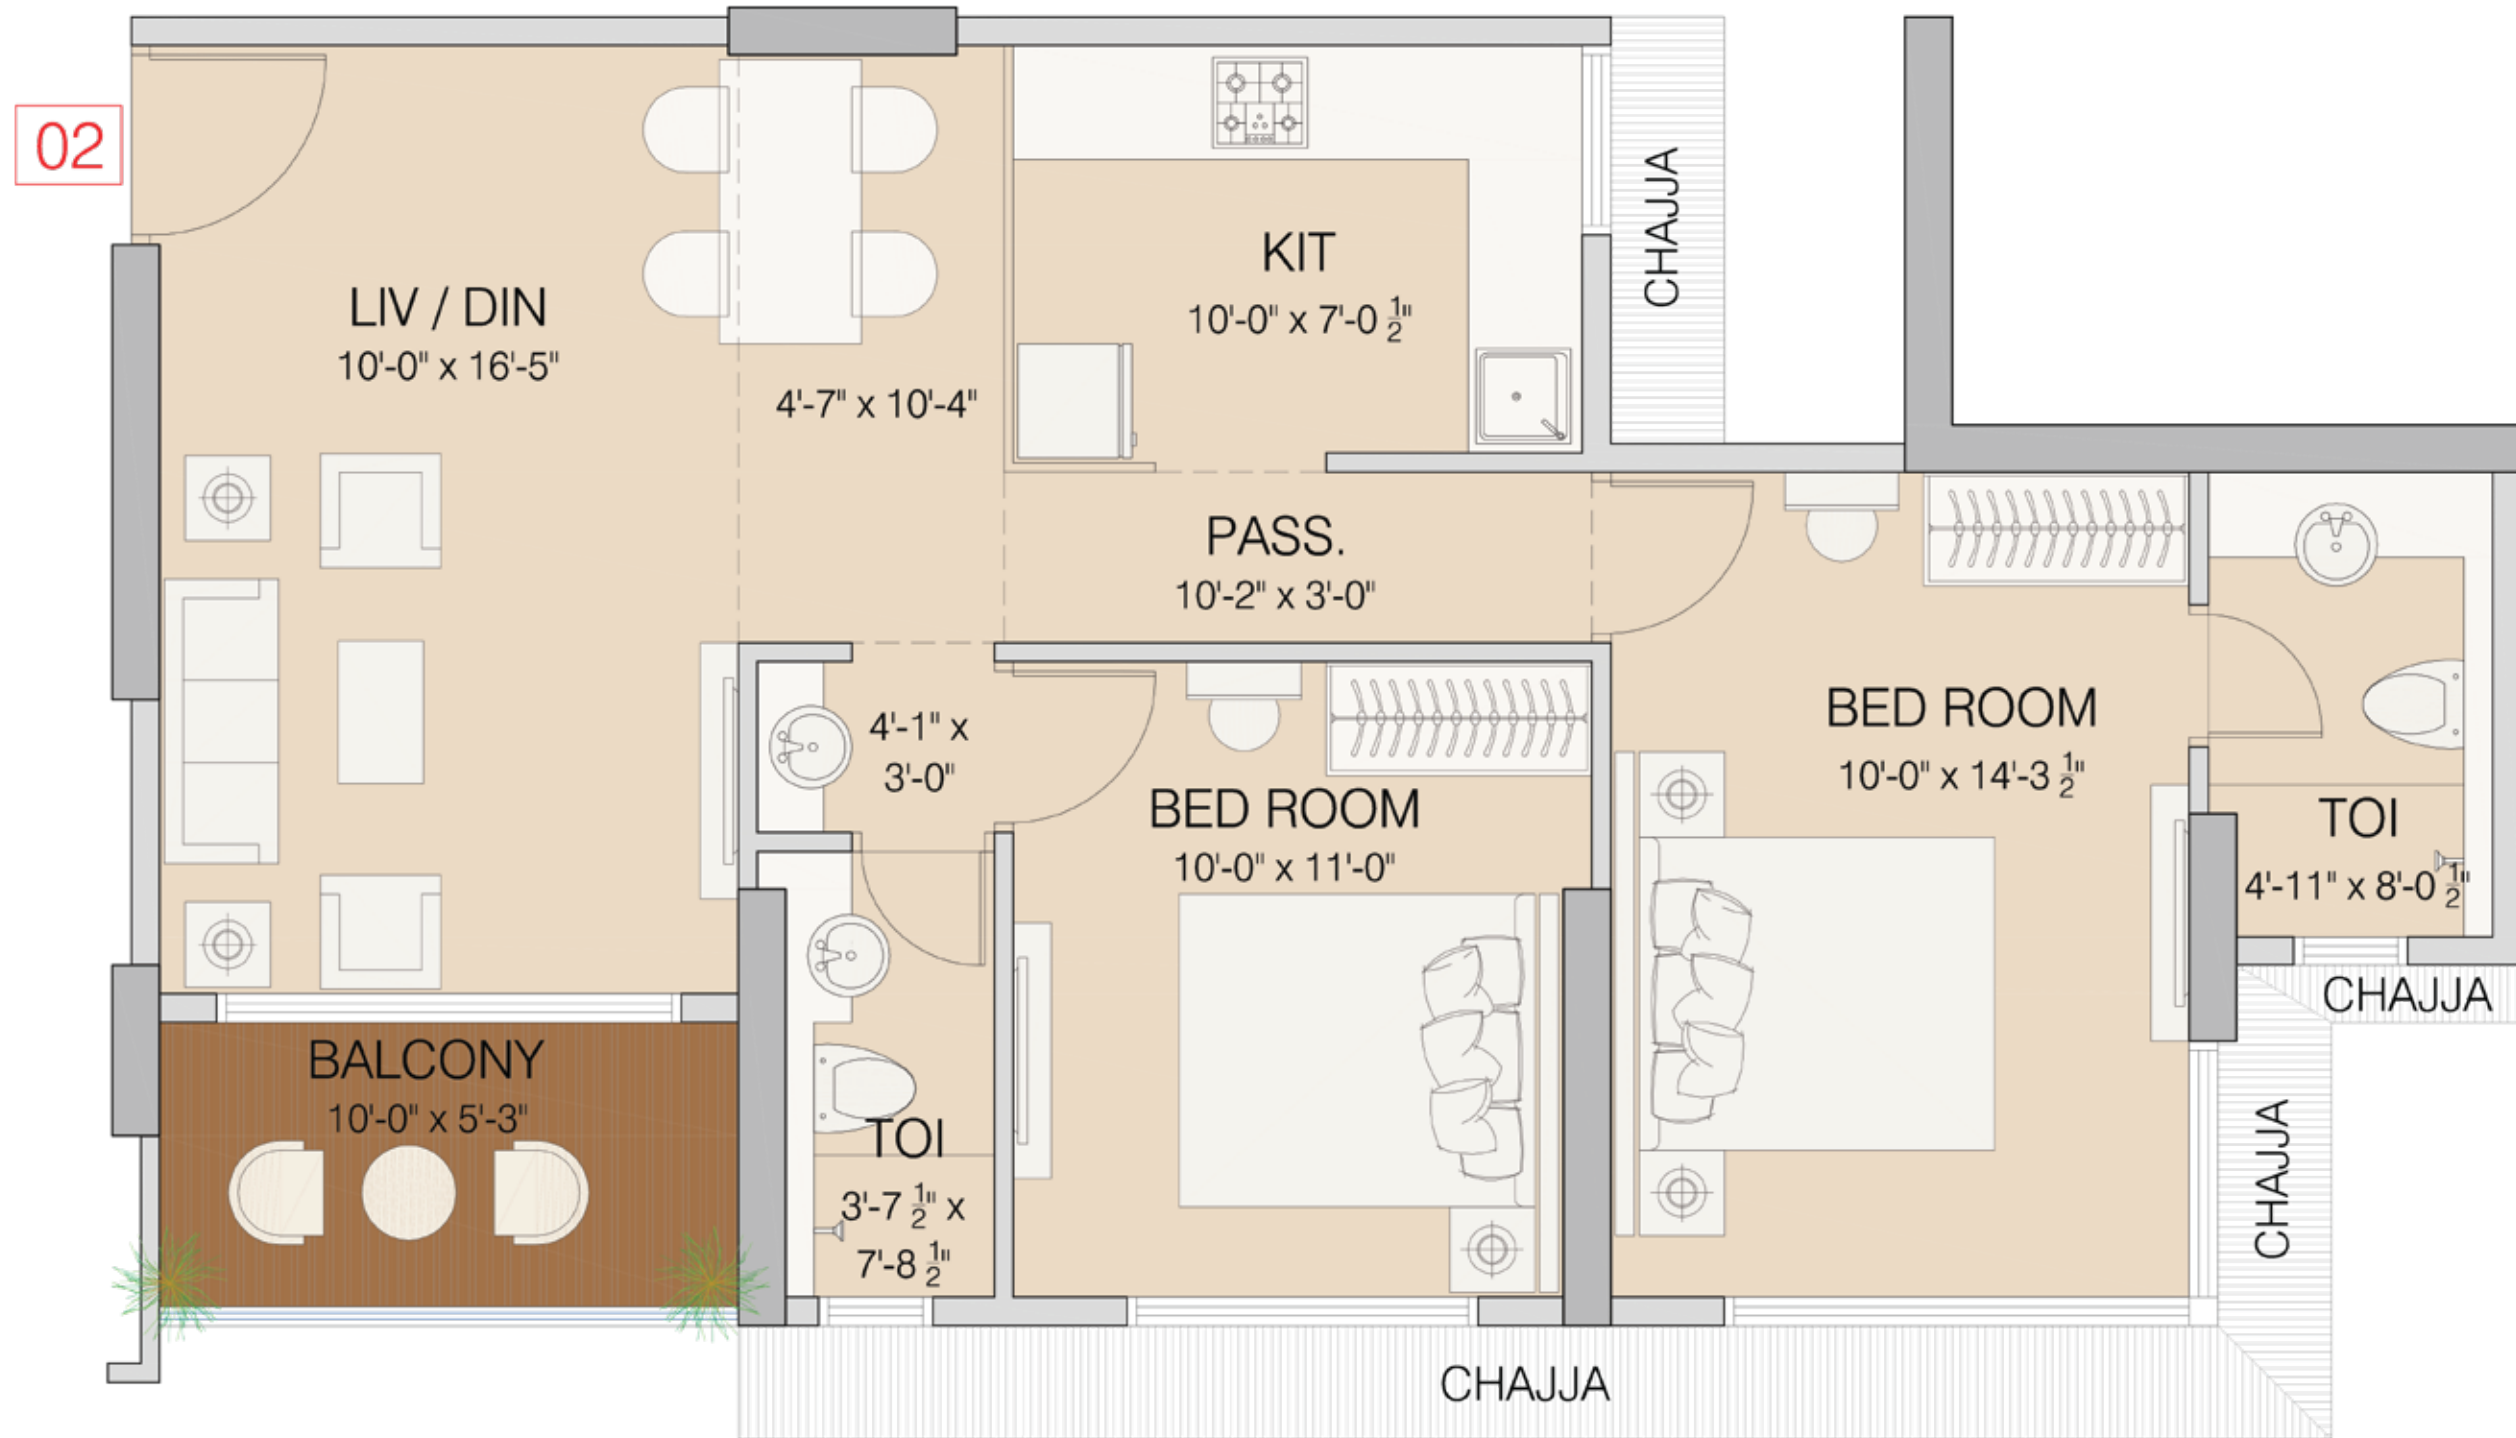 02
LIV / DIN
10'-0" x 16'-5"
4'-7" x 10'-4"
KIT
10'-0" x 7'-0 1/2"
CHAJJA
PASS.
10'-2" x 3'-0"
4'-1" x
3'-0"
BED ROOM
10'-0" x 11'-0"
BED ROOM
10'-0" x 14'-3 1/2"
TOI
4'-11" x 8'-0 1/2"
CHAJJA
BALCONY
10'-0" x 5'-3"
TOI
3'-7 1/2" x
7'-8 1/2"
CHAJJA
CHAJJA